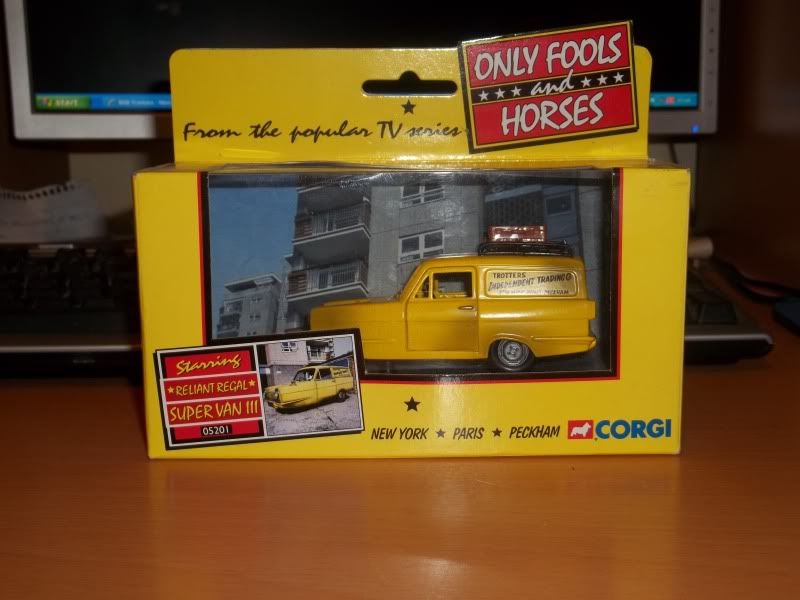 start
ONLY FOOLS
and
HORSES
From the popular TV series
TROTTERS
INDEPENDENT TRADING Co
PECKHAM
Starring
RELIANT REGAL
SUPER VAN III
05201
NEW YORK ★ PARIS ★ PECKHAM
CORGI